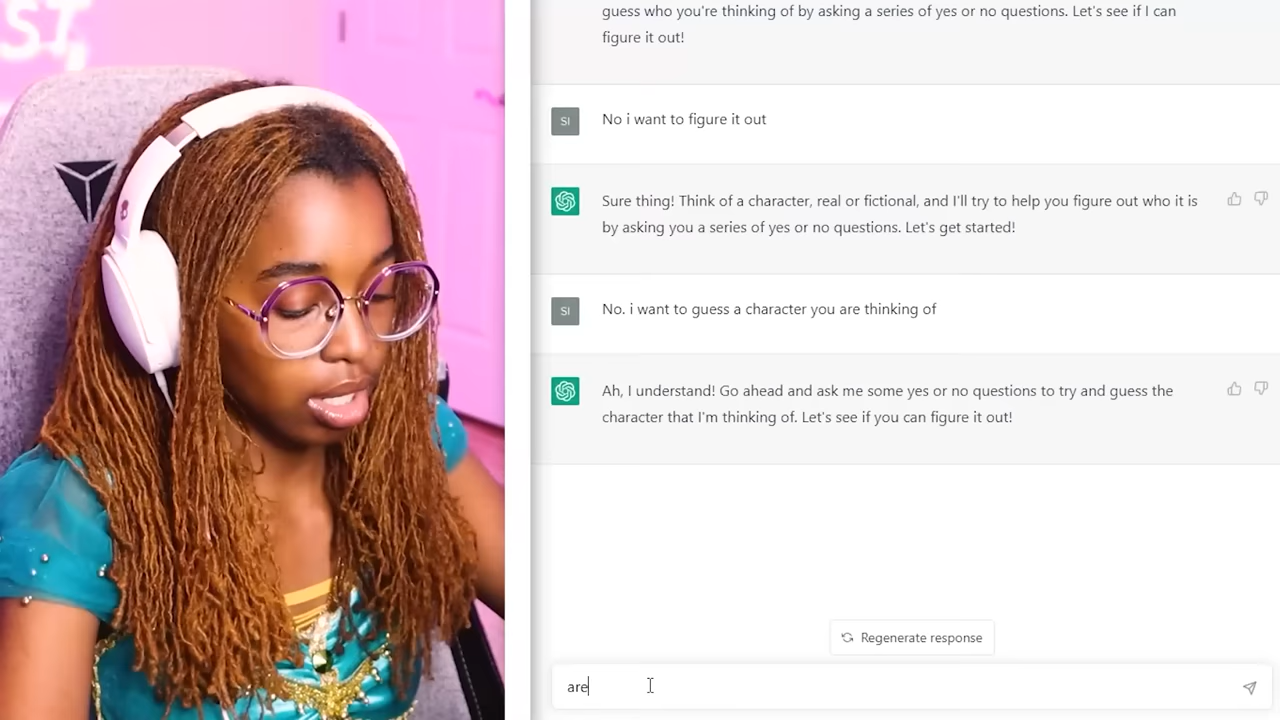 ST,
guess who you're thinking of by asking a series of yes or no questions. Let's see if I can
figure it out!
SI
No i want to figure it out
Sure thing! Think of a character, real or fictional, and I'll try to help you figure out who it is
by asking you a series of yes or no questions. Let's get started!
SI
No. i want to guess a character you are thinking of
Ah, I understand! Go ahead and ask me some yes or no questions to try and guess the
character that I'm thinking of. Let's see if you can figure it out!
Regenerate response
are